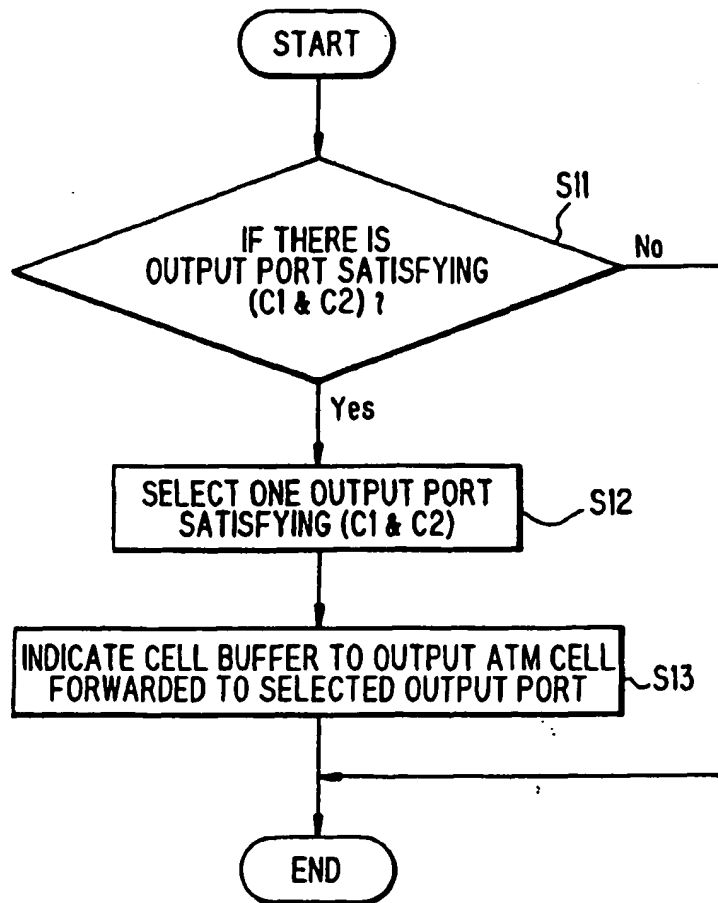 START
S11
IF THERE IS
OUTPUT PORT SATISFYING
(C1 & C2) ?
No
Yes
SELECT ONE OUTPUT PORT
SATISFYING (C1 & C2)
S12
INDICATE CELL BUFFER TO OUTPUT ATM CELL
FORWARDED TO SELECTED OUTPUT PORT
S13
END